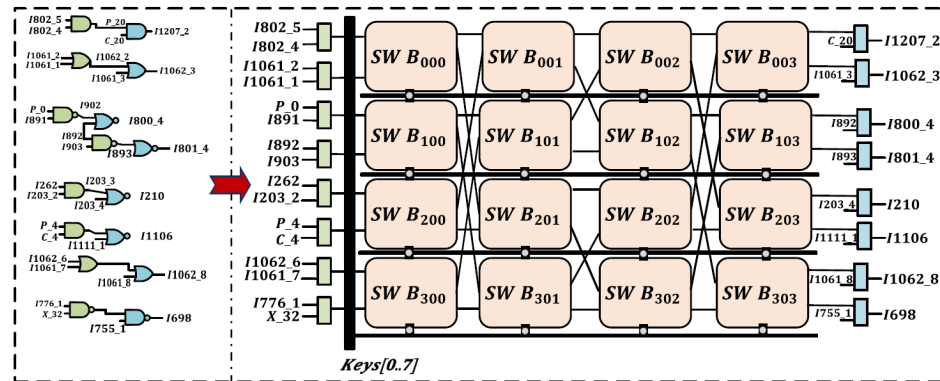 I802_5
I802_4
P_20
C_20
I1207_2
I1061_2
I1061_1
I1062_2
I1061_3
I1062_3
P_0
I891
I902
I800_4
I892
I903
I893
I801_4
I262
I203_2
I203_3
I203_4
I210
P_4
C_4
I1111_1
I1106
I1062_6
I1061_7
I1061_8
I1062_8
I776_1
X_32
I755_1
I698
I802_5
I802_4
I1061_2
I1061_1
P_0
I891
I892
I903
I262
I203_2
P_4
C_4
I1062_6
I1061_7
I776_1
X_32
SW B000 SW B001 SW B002 SW B003
SW B100 SW B101 SW B102 SW B103
SW B200 SW B201 SW B202 SW B203
SW B300 SW B301 SW B302 SW B303
C_20 I1207_2
I1061_3 I1062_3
I892 I800_4
I893 I801_4
I203_4 I210
I1111_1 I1106
I1061_8 I1062_8
I755_1 I698
Keys[0..7]